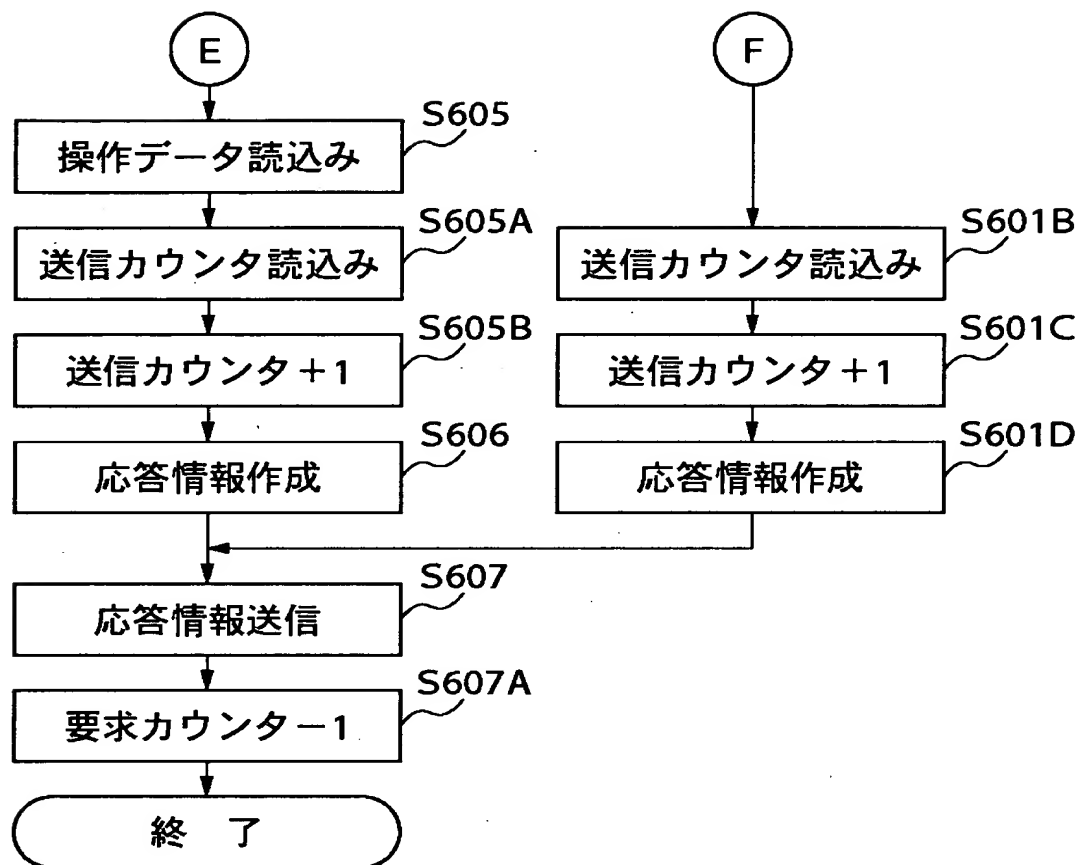 E
F
S605
操作データ読込み
S605A
送信カウンタ読込み
S601B
送信カウンタ読込み
S605B
送信カウンタ+1
S601C
送信カウンタ+1
S606
応答情報作成
S601D
応答情報作成
S607
応答情報送信
S607A
要求カウンタ-1
終 了